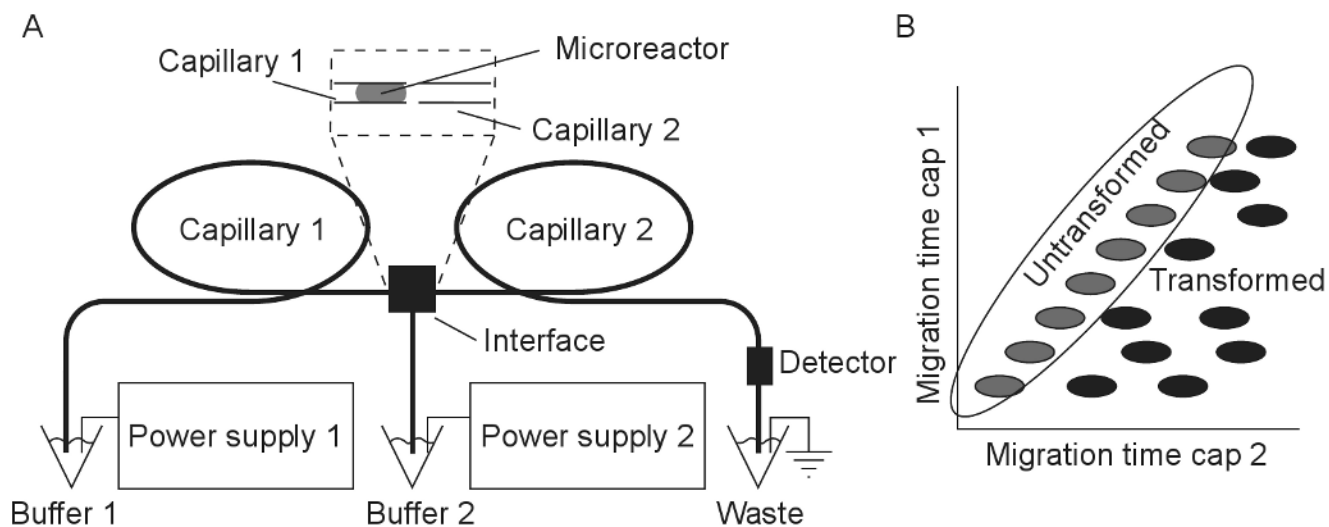 A
Microreactor
Capillary 1
Capillary 2
Capillary 1
Capillary 2
Interface
Detector
Power supply 1
Power supply 2
Buffer 1
Buffer 2
Waste
B
Migration time cap 1
Untransformed
Transformed
Migration time cap 2